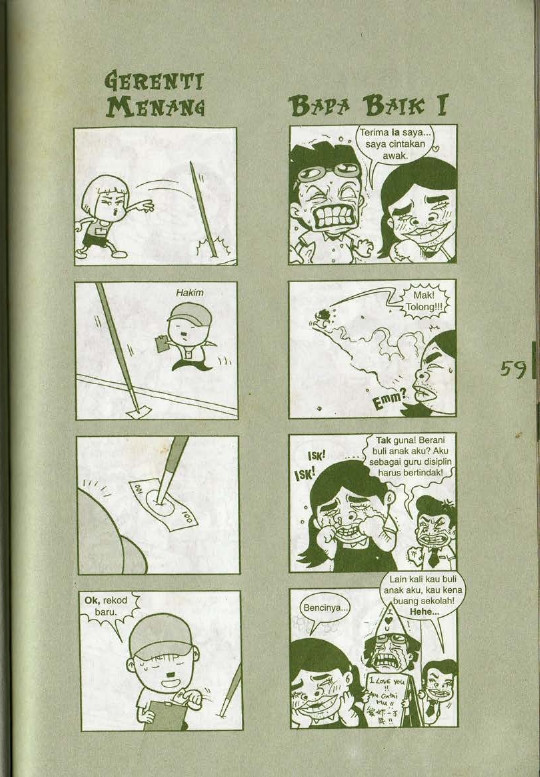 GERENTI
MENANG
Hakim
100
100
Ok, rekod
baru.
BAPA BAIK I
Terima la saya...
saya cintakan
awak.
Mak!
Tolong!!!
Emm?
ISK!
ISK!
Tak guna! Berani
buli anak aku? Aku
sebagai guru disiplin
harus bertindak!
Lain kali kau buli
anak aku, kau kena
buang sekolah!
Hehe...
Bencinya...
I LOVE YOU !!
59